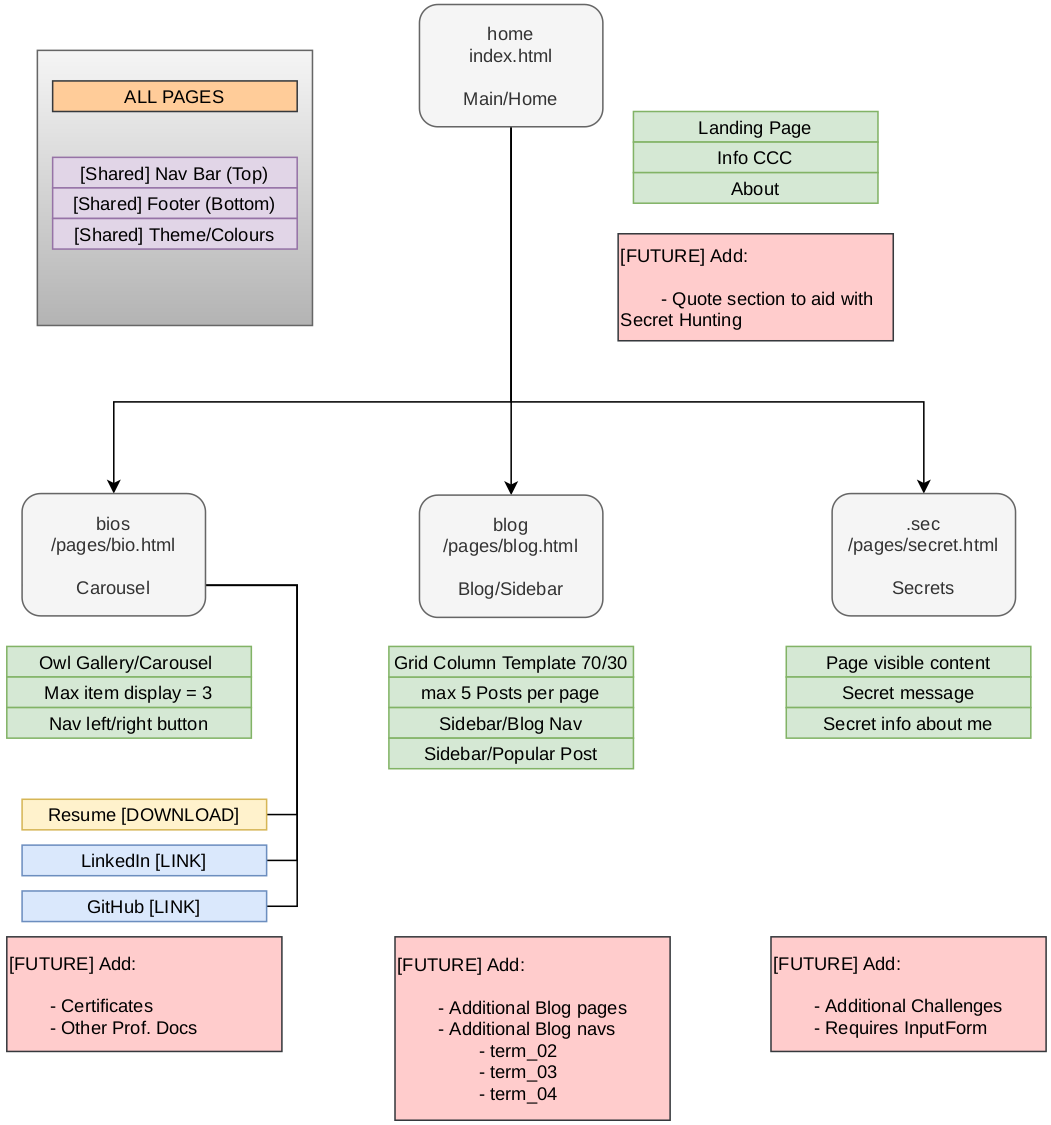 home
index.html
Main/Home
ALL PAGES
[Shared] Nav Bar (Top)
[Shared] Footer (Bottom)
[Shared] Theme/Colours
Landing Page
Info CCC
About
[FUTURE] Add:
- Quote section to aid with
Secret Hunting
bios
/pages/bio.html
Carousel
Owl Gallery/Carousel
Max item display = 3
Nav left/right button
Resume [DOWNLOAD]
LinkedIn [LINK]
GitHub [LINK]
[FUTURE] Add:
- Certificates
- Other Prof. Docs
blog
/pages/blog.html
Blog/Sidebar
Grid Column Template 70/30
max 5 Posts per page
Sidebar/Blog Nav
Sidebar/Popular Post
[FUTURE] Add:
- Additional Blog pages
- Additional Blog navs
- term_02
- term_03
- term_04
.sec
/pages/secret.html
Secrets
Page visible content
Secret message
Secret info about me
[FUTURE] Add:
- Additional Challenges
- Requires InputForm